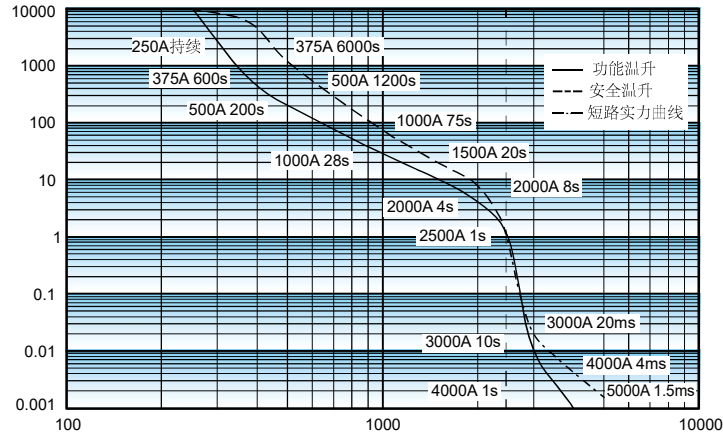 10000
1000
100
10
1
0.1
0.01
0.001
250A持续
375A 6000s
375A 600s
500A 1200s
500A 200s
1000A 75s
1000A 28s
1500A 20s
2000A 8s
2000A 4s
2500A 1s
3000A 20ms
3000A 10s
4000A 4ms
4000A 1s
5000A 1.5ms
功能温升
安全温升
短路实力曲线
100
1000
10000